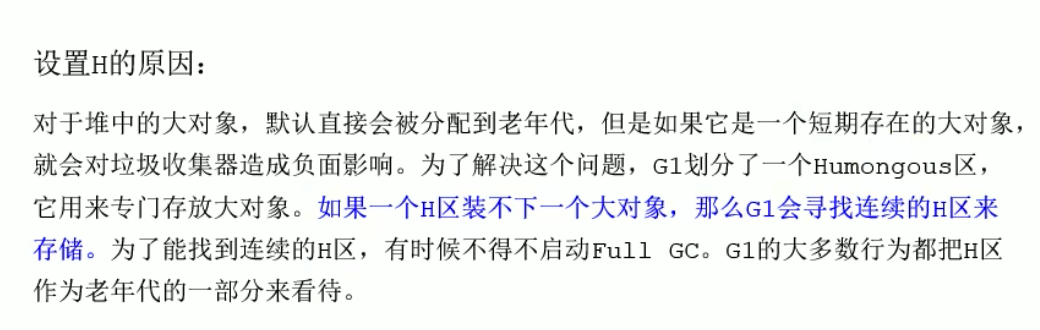 设置H的原因:
对于堆中的大对象，默认直接会被分配到老年代，但是如果它是一个短期存在的大对象，
就会对垃圾收集器造成负面影响。为了解决这个问题，G1划分了一个Humongous区，
它用来专门存放大对象。如果一个H区装不下一个大对象，那么G1会寻找连续的H区来
存储。为了能找到连续的H区，有时候不得不启动Full GC。G1的大多数行为都把H区
作为老年代的一部分来看待。